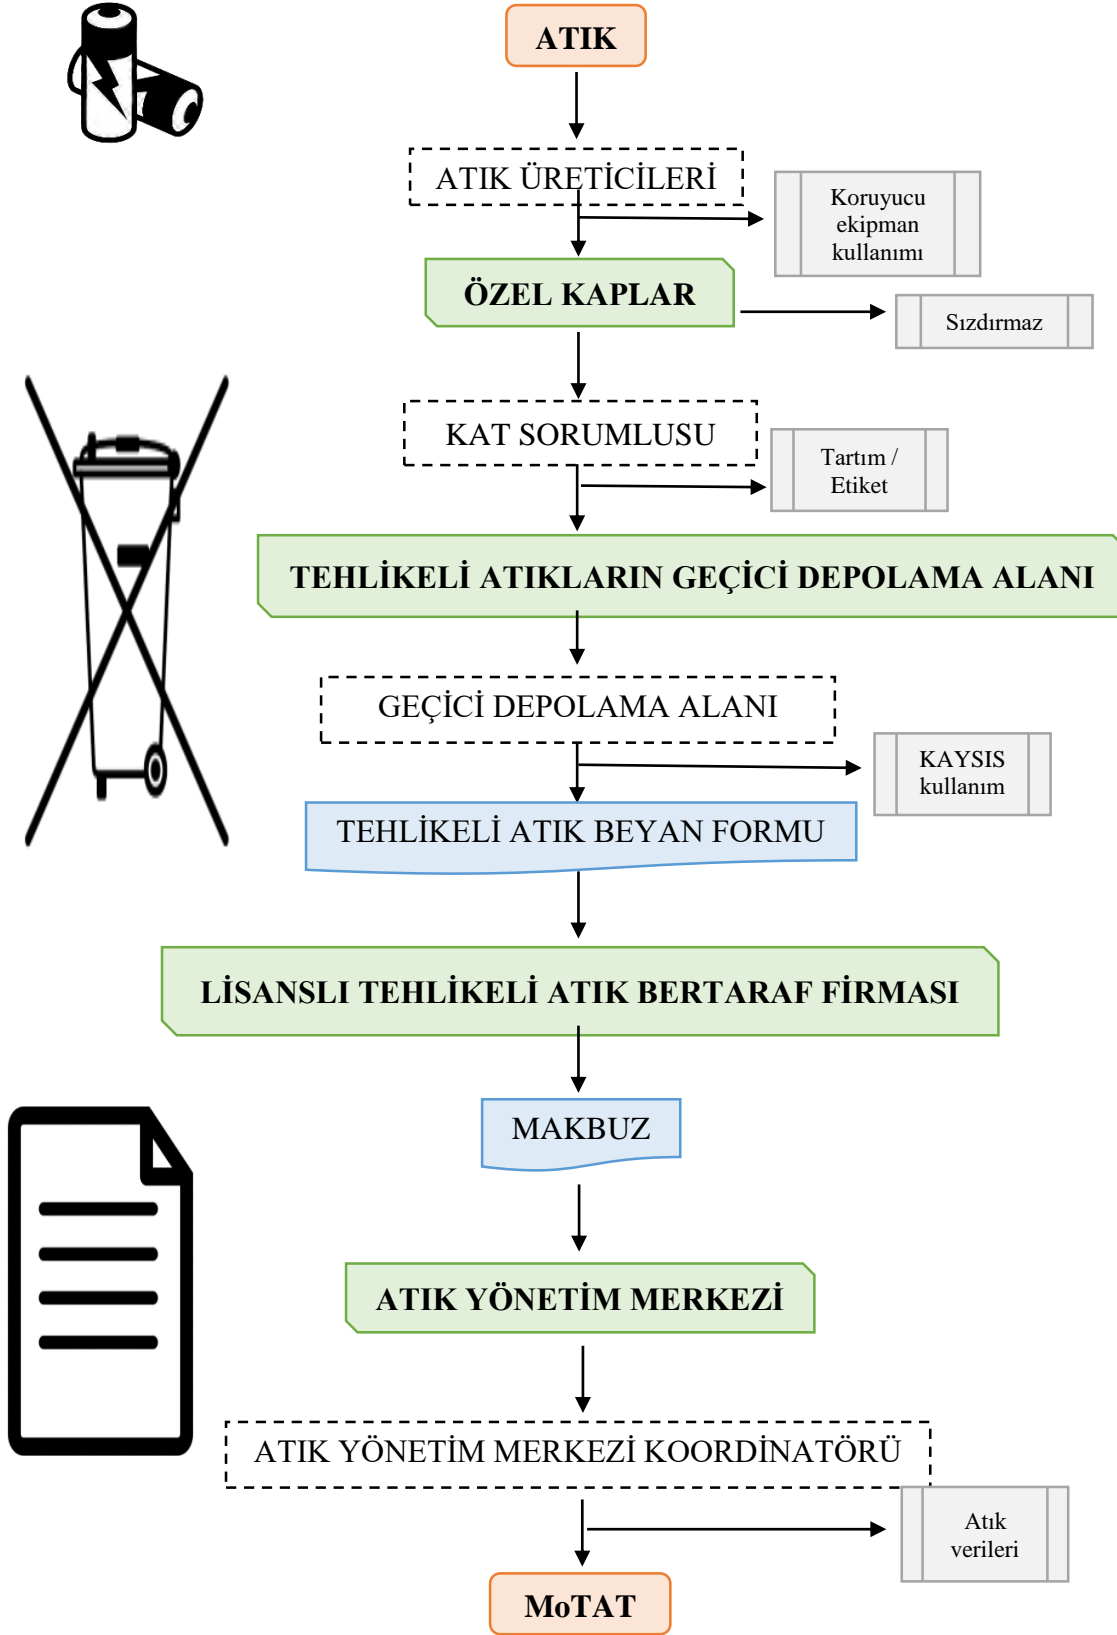 ATIK
ATIK ÜRETİCİLERİ
Koruyucu
ekipman
kullanımı
ÖZEL KAPLAR
Sızdırmaz
KAT SORUMLUSU
Tartım /
Etiket
TEHLİKELİ ATIKLARIN GEÇİCİ DEPOLAMA ALANI
GEÇİCİ DEPOLAMA ALANI
KAYSIS
kullanım
TEHLİKELİ ATIK BEYAN FORMU
LİSANSLI TEHLİKELİ ATIK BERTARAF FİRMASI
MAKBUZ
ATIK YÖNETİM MERKEZİ
ATIK YÖNETİM MERKEZİ KOORDİNATÖRÜ
Atık
verileri
MoTAT